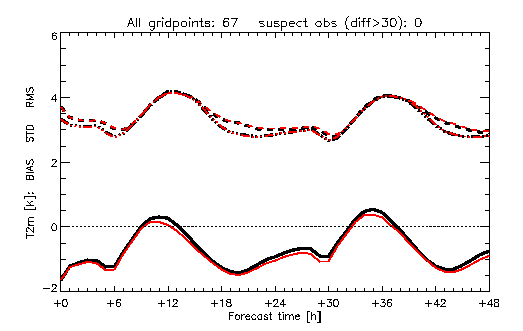 All gridpoints: 67 suspect obs (diff>30): 0
T2m [k]: BIAS STD RMS
6
4
2
0
-2
+0 +6 +12 +18 +24 +30 +36 +42 +48
Forecast time [h]